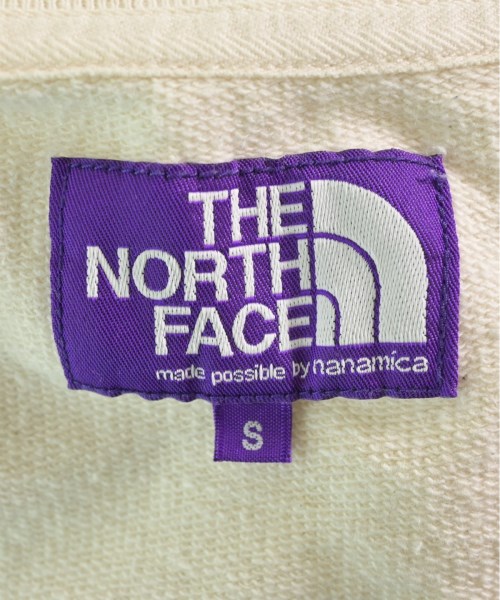 THE
NORTH
FACE
made possible by nanamica
S